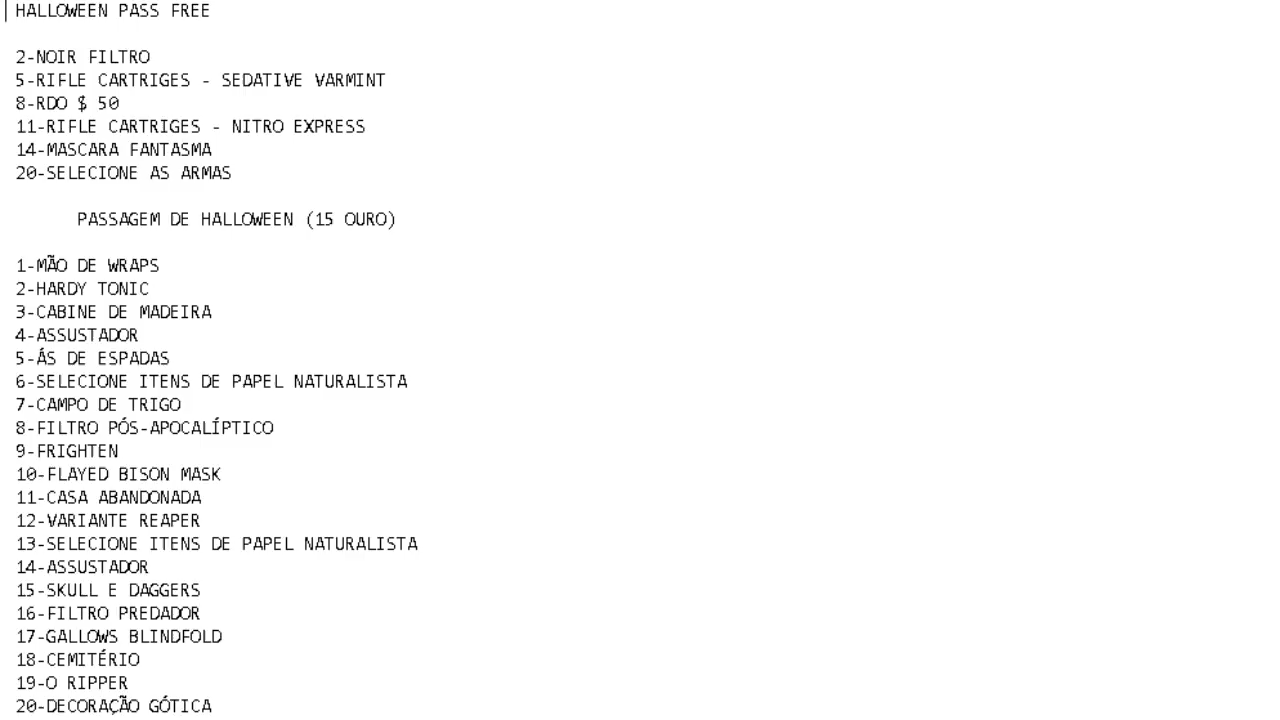 HALLOWEEN PASS FREE
2-NOIR FILTRO
5-RIFLE CARTRIGES - SEDATIVE VARMINT
8-RDO $ 50
11-RIFLE CARTRIGES - NITRO EXPRESS
14-MASCARA FANTASMA
20-SELECIONE AS ARMAS
PASSAGEM DE HALLOWEEN (15 OURO)
1-MÃO DE WRAPS
2-HARDY TONIC
3-CABINE DE MADEIRA
4-ASSUSTADOR
5-ÁS DE ESPADAS
6-SELECIONE ITENS DE PAPEL NATURALISTA
7-CAMPO DE TRIGO
8-FILTRO PÓS-APOCALÍPTICO
9-FRIGHTEN
10-FLAYED BISON MASK
11-CASA ABANDONADA
12-VARIANTE REAPER
13-SELECIONE ITENS DE PAPEL NATURALISTA
14-ASSUSTADOR
15-SKULL E DAGGERS
16-FILTRO PREDADOR
17-GALLOWS BLINDFOLD
18-CEMITÉRIO
19-O RIPPER
20-DECORAÇÃO GÓTICA